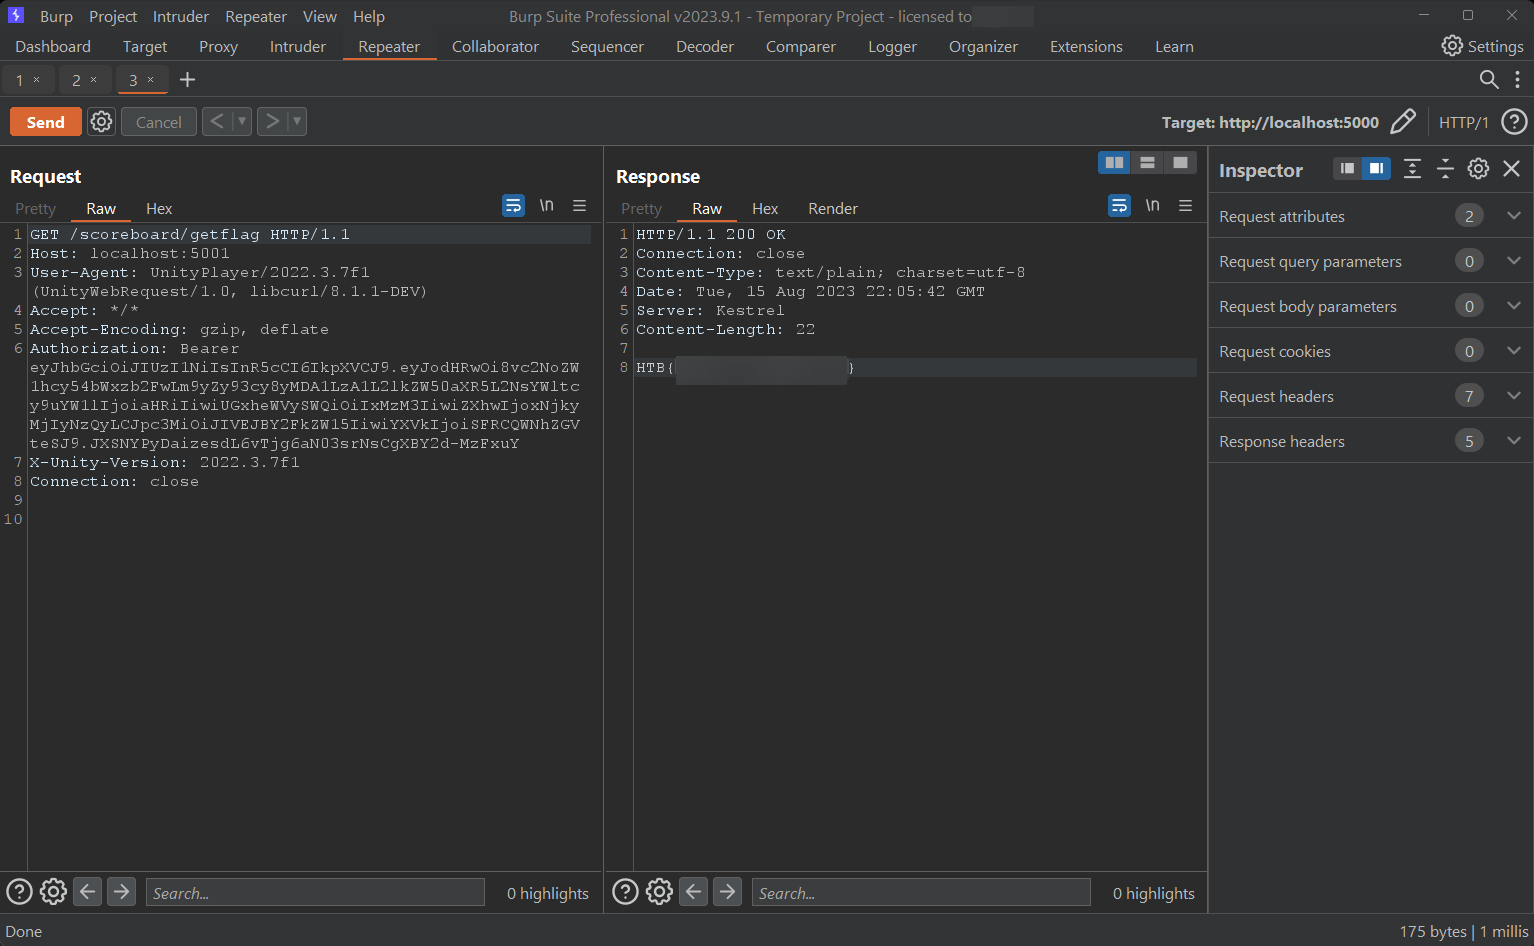 Burp Project Intruder Repeater View Help Burp Suite Professional v2023.9.1 - Temporary Project - licensed to
Dashboard Target Proxy Intruder Repeater Collaborator Sequencer Decoder Comparer Logger Organizer Extensions Learn Settings
1 × 2 × 3 × +
Send Cancel < > Target: http://localhost:5000 HTTP/1
Request
Pretty Raw Hex \n
1 GET /scoreboard/getflag HTTP/1.1
2 Host: localhost:5001
3 User-Agent: UnityPlayer/2022.3.7f1
(UnityWebRequest/1.0, libcurl/8.1.1-DEV)
4 Accept: */*
5 Accept-Encoding: gzip, deflate
6 Authorization: Bearer
eyJhbGciOiJIUzI1NiIsInR5cCI6IkpXVCJ9.eyJodHRwOi8vc2NoZW
1hcy54bWxzb2FwLm9yZy93cy8yMDA1LzA1L2lkZW50aXR5L2NsYWltc
y9uYW1lIjoiaHRiIiwiUGxheWVySWQiOiIxMzM3IiwiZXhwIjoxNjky
MjIyNzQyLCJpc3MiOiJIVEJBY2FkZW15IiwiYXVkIjoiSFRCQWNhZGV
teSJ9.JXSNYPyDaizesdL6vTjg6aN03srNsCgXBY2d-MzFxuY
7 X-Unity-Version: 2022.3.7f1
8 Connection: close
9
10
Response
Pretty Raw Hex Render \n
1 HTTP/1.1 200 OK
2 Connection: close
3 Content-Type: text/plain; charset=utf-8
4 Date: Tue, 15 Aug 2023 22:05:42 GMT
5 Server: Kestrel
6 Content-Length: 22
7
8 HTB{ }
Inspector
Request attributes 2
Request query parameters 0
Request body parameters 0
Request cookies 0
Request headers 7
Response headers 5
Search... 0 highlights
Search... 0 highlights
Done 175 bytes | 1 millis